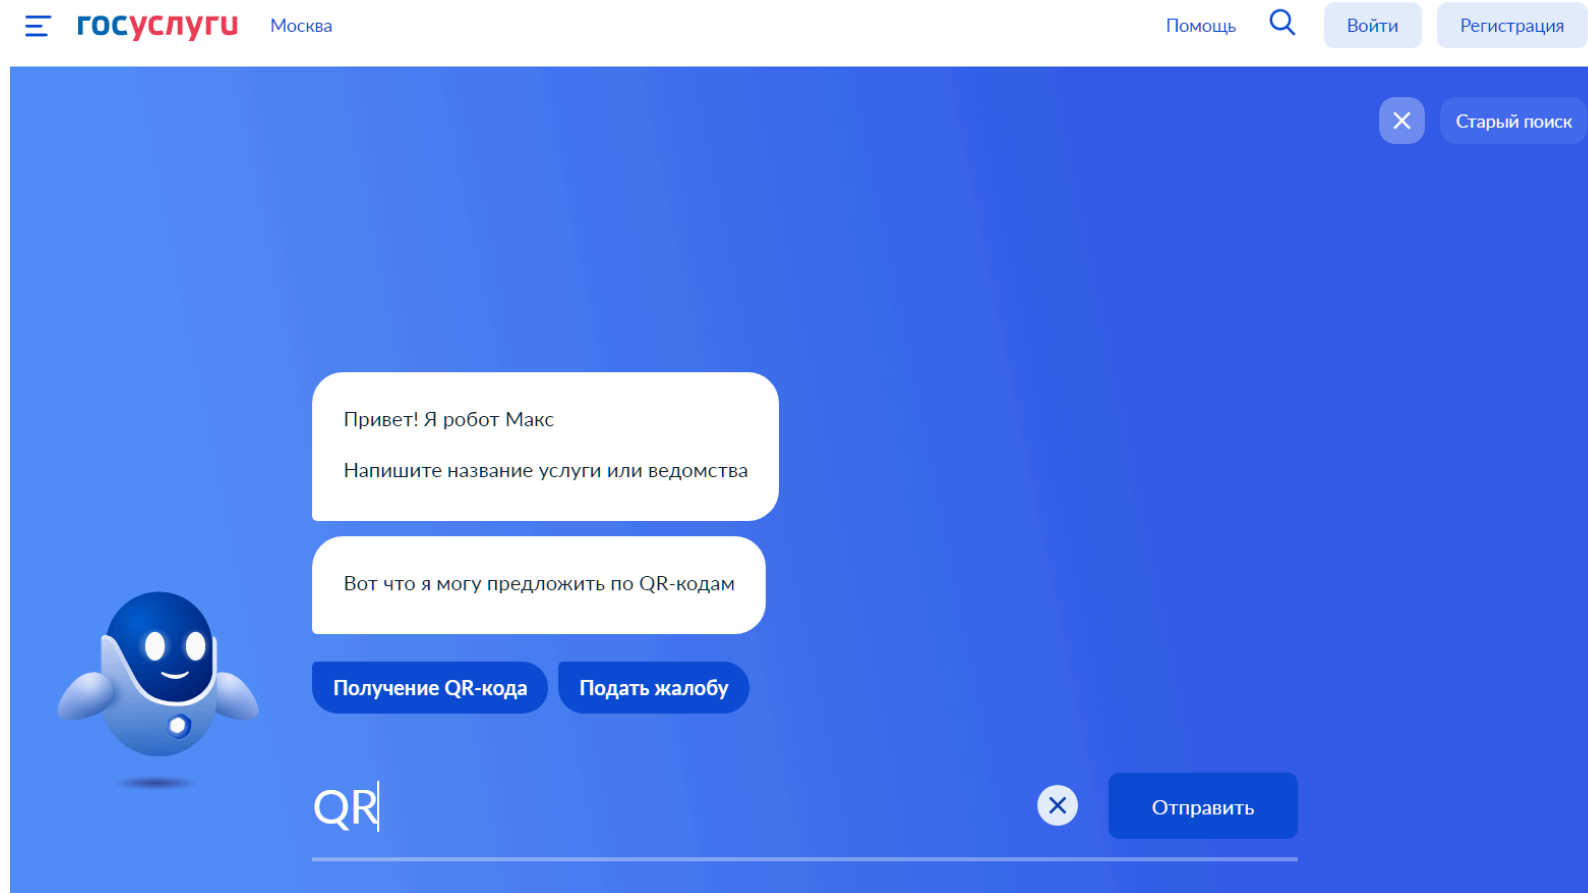 госуслуги
Москва
Помощь
Войти
Регистрация
Старый поиск
Привет! Я робот Макс
Напишите название услуги или ведомства
Вот что я могу предложить по QR-кодам
Получение QR-кода
Подать жалобу
QR
Отправить